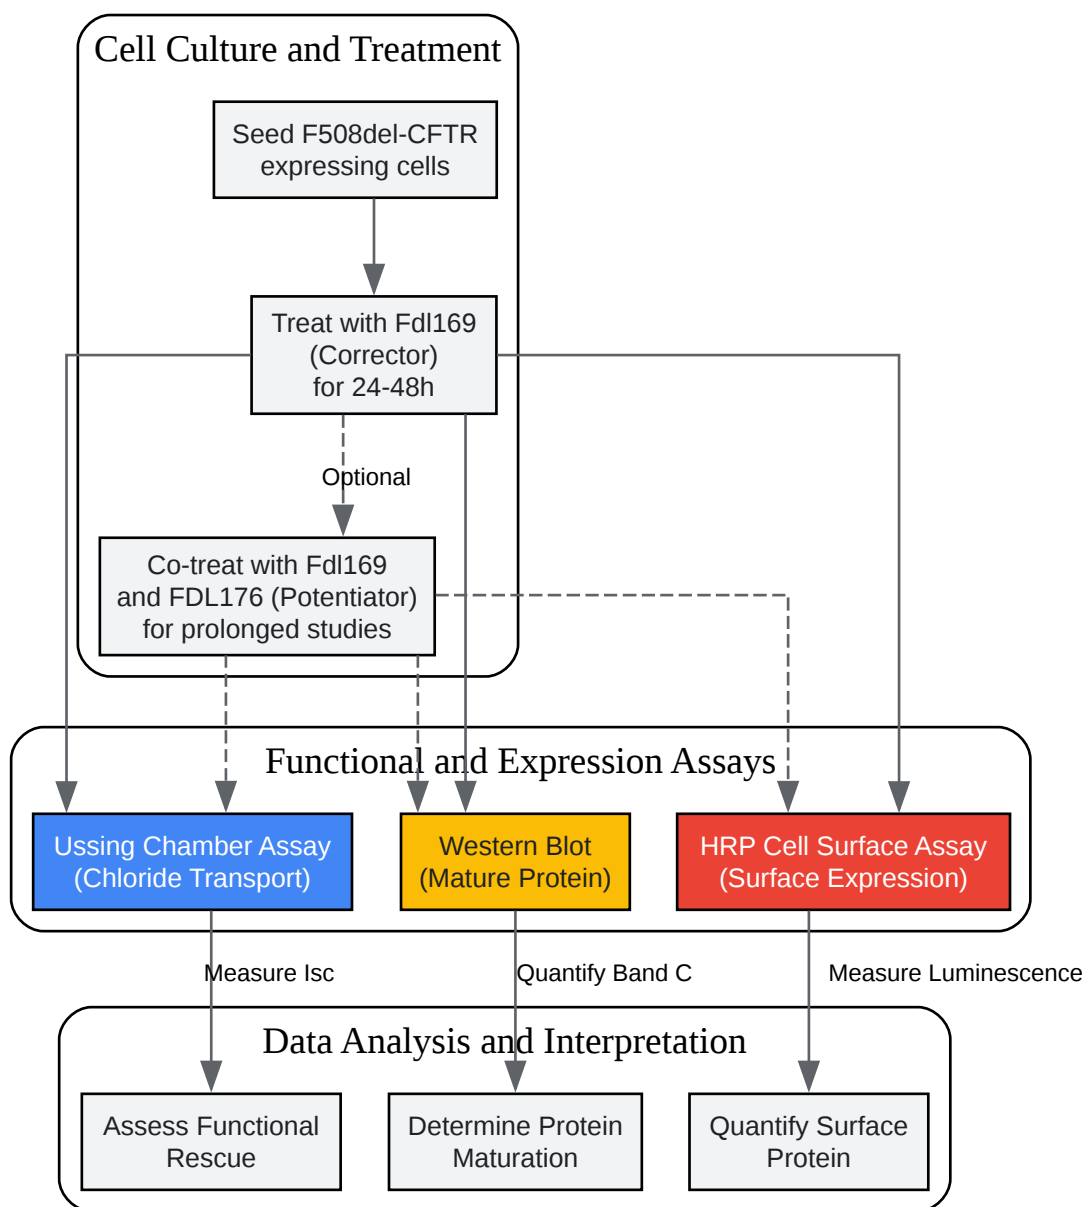 Cell Culture and Treatment
Seed F508del-CFTR
expressing cells
Treat with Fdl169
(Corrector)
for 24-48h
Optional
Co-treat with Fdl169
and FDL176 (Potentiator)
for prolonged studies
Functional and Expression Assays
Ussing Chamber Assay
(Chloride Transport)
Western Blot
(Mature Protein)
HRP Cell Surface Assay
(Surface Expression)
Measure Isc
Quantify Band C
Measure Luminescence
Data Analysis and Interpretation
Assess Functional
Rescue
Determine Protein
Maturation
Quantify Surface
Protein